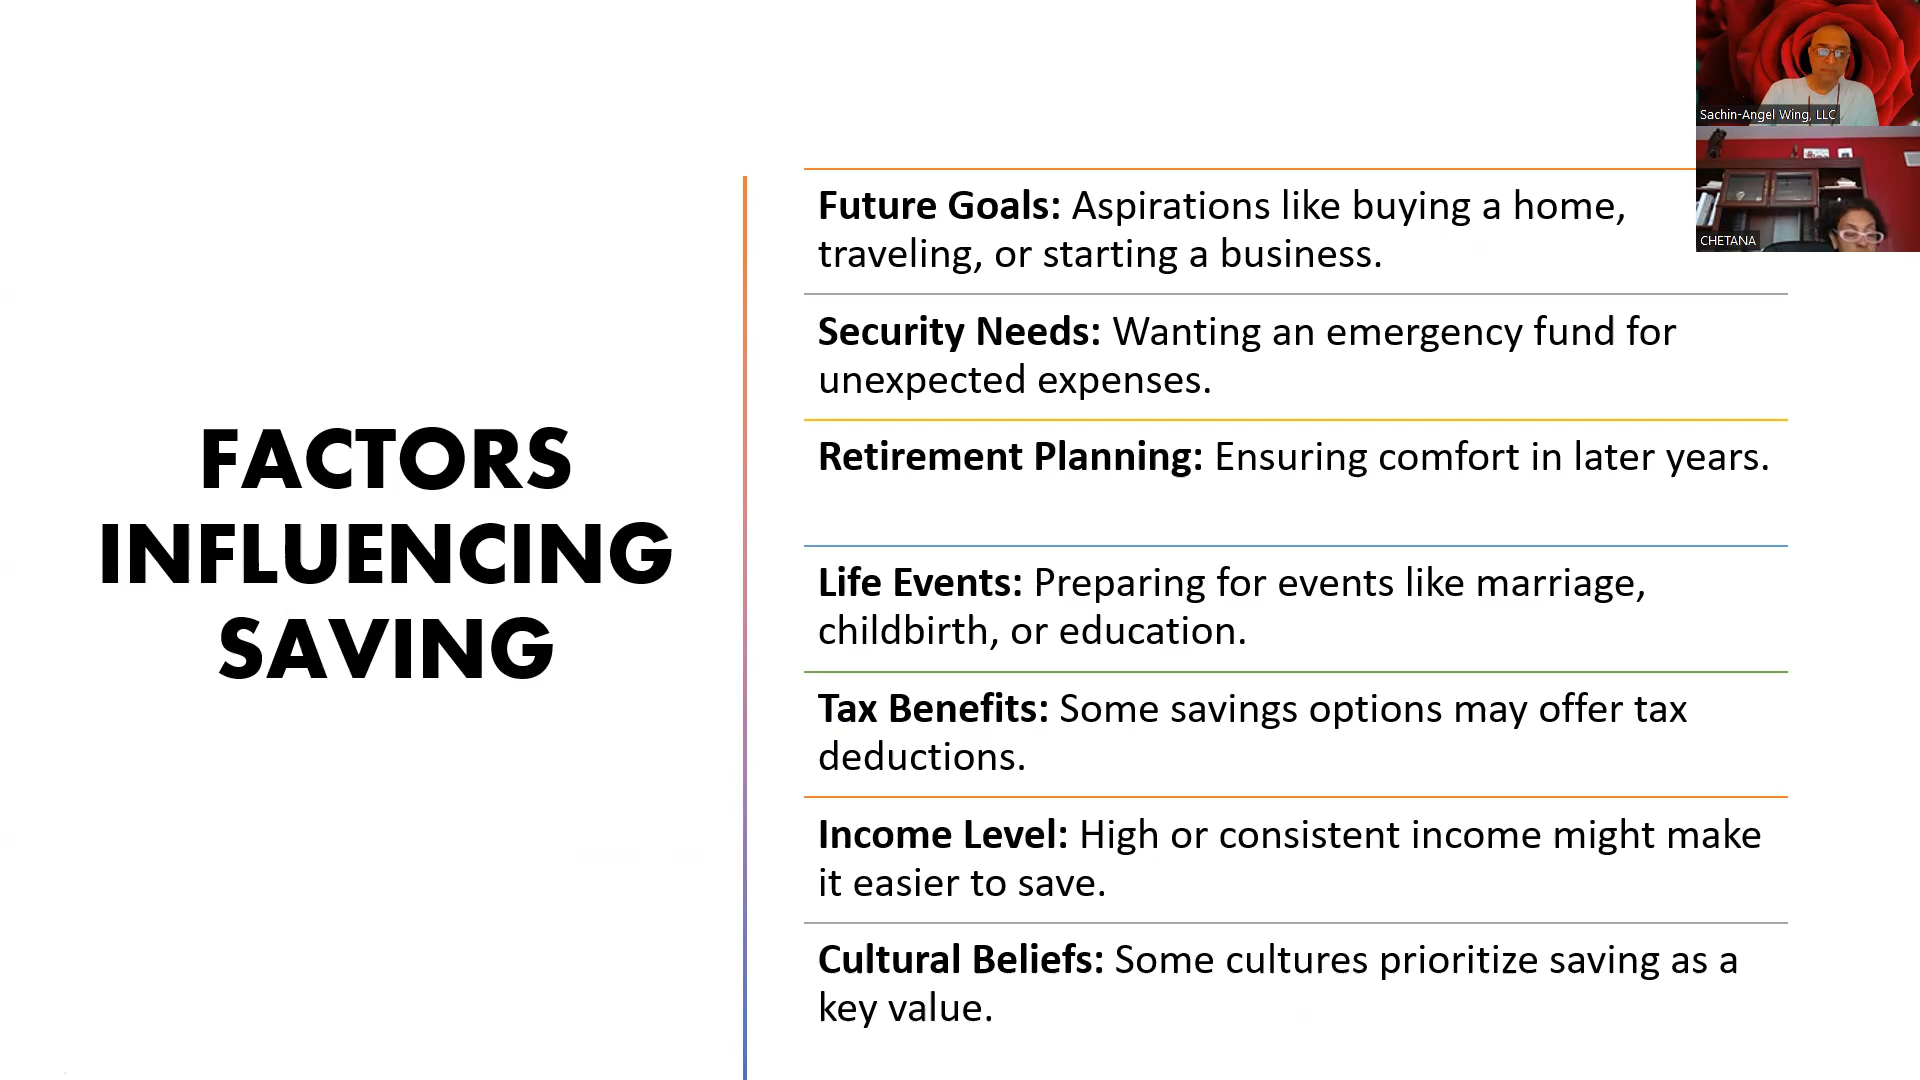 FACTORS
INFLUENCING
SAVING
Future Goals: Aspirations like buying a home,
traveling, or starting a business.
Security Needs: Wanting an emergency fund for
unexpected expenses.
Retirement Planning: Ensuring comfort in later years.
Life Events: Preparing for events like marriage,
childbirth, or education.
Tax Benefits: Some savings options may offer tax
deductions.
Income Level: High or consistent income might make
it easier to save.
Cultural Beliefs: Some cultures prioritize saving as a
key value.
Sachin-Angel Wing, LLC
CHETANA